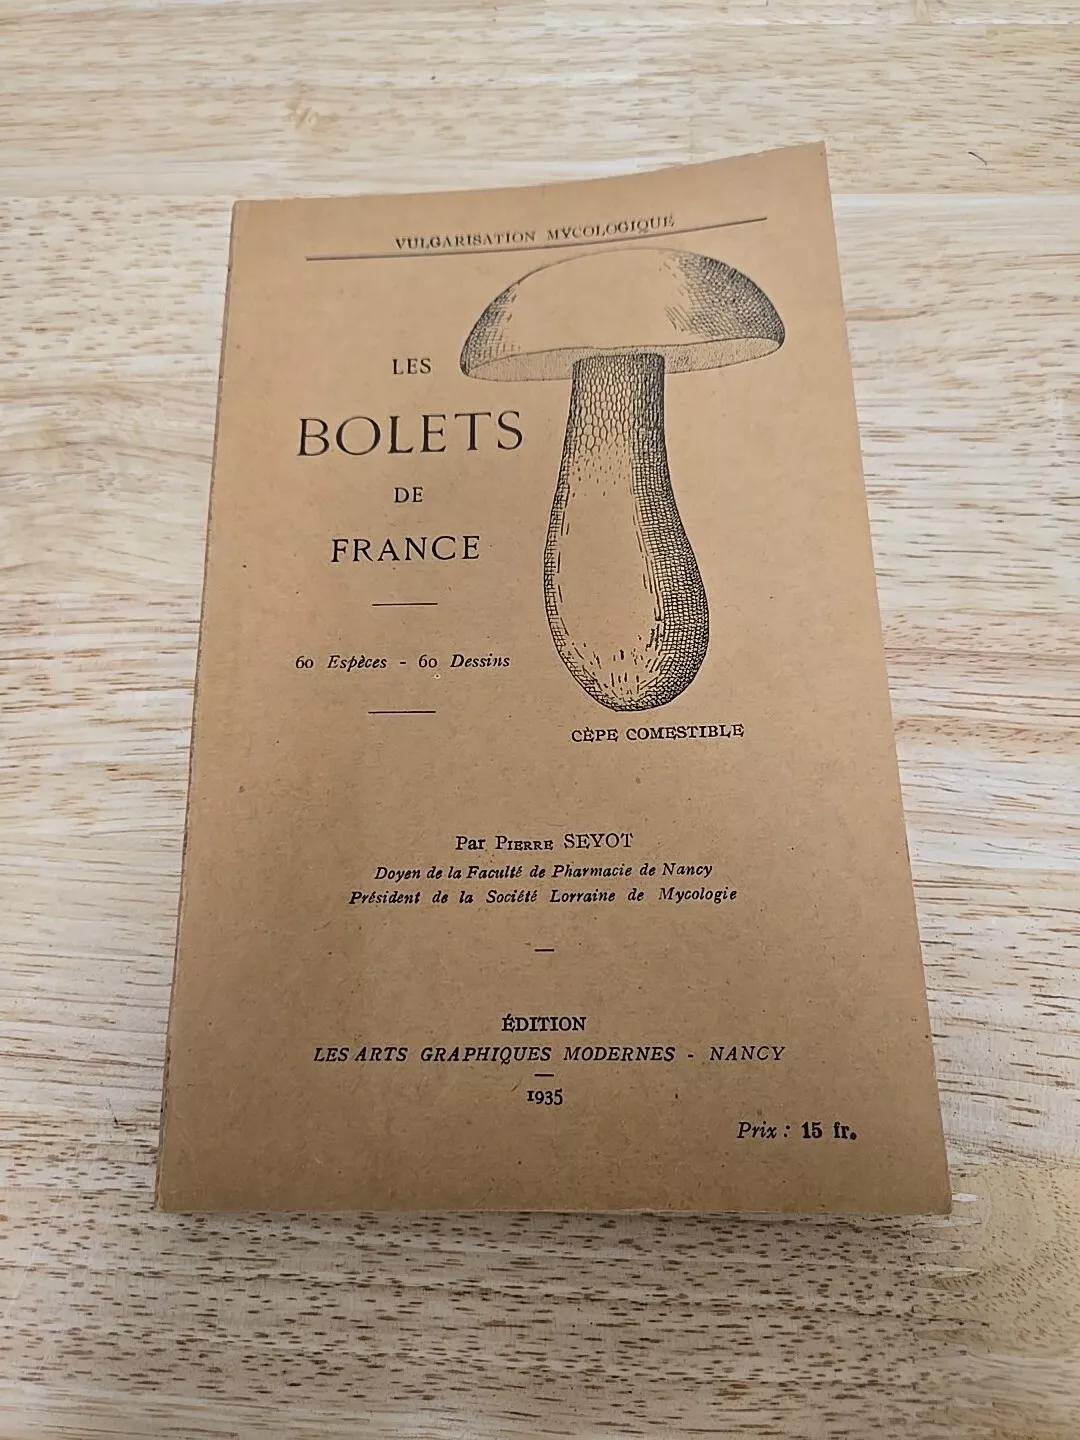 VULGARISATION MYCOLOGIQUE
LES
BOLETS
DE
FRANCE
60 Espèces - 60 Dessins
CÈPE COMESTIBLE
Par PIERRE SEYOT
Doyen de la Faculté de Pharmacie de Nancy
Président de la Société Lorraine de Mycologie
ÉDITION
LES ARTS GRAPHIQUES MODERNES - NANCY
1935
Prix : 15 fr.